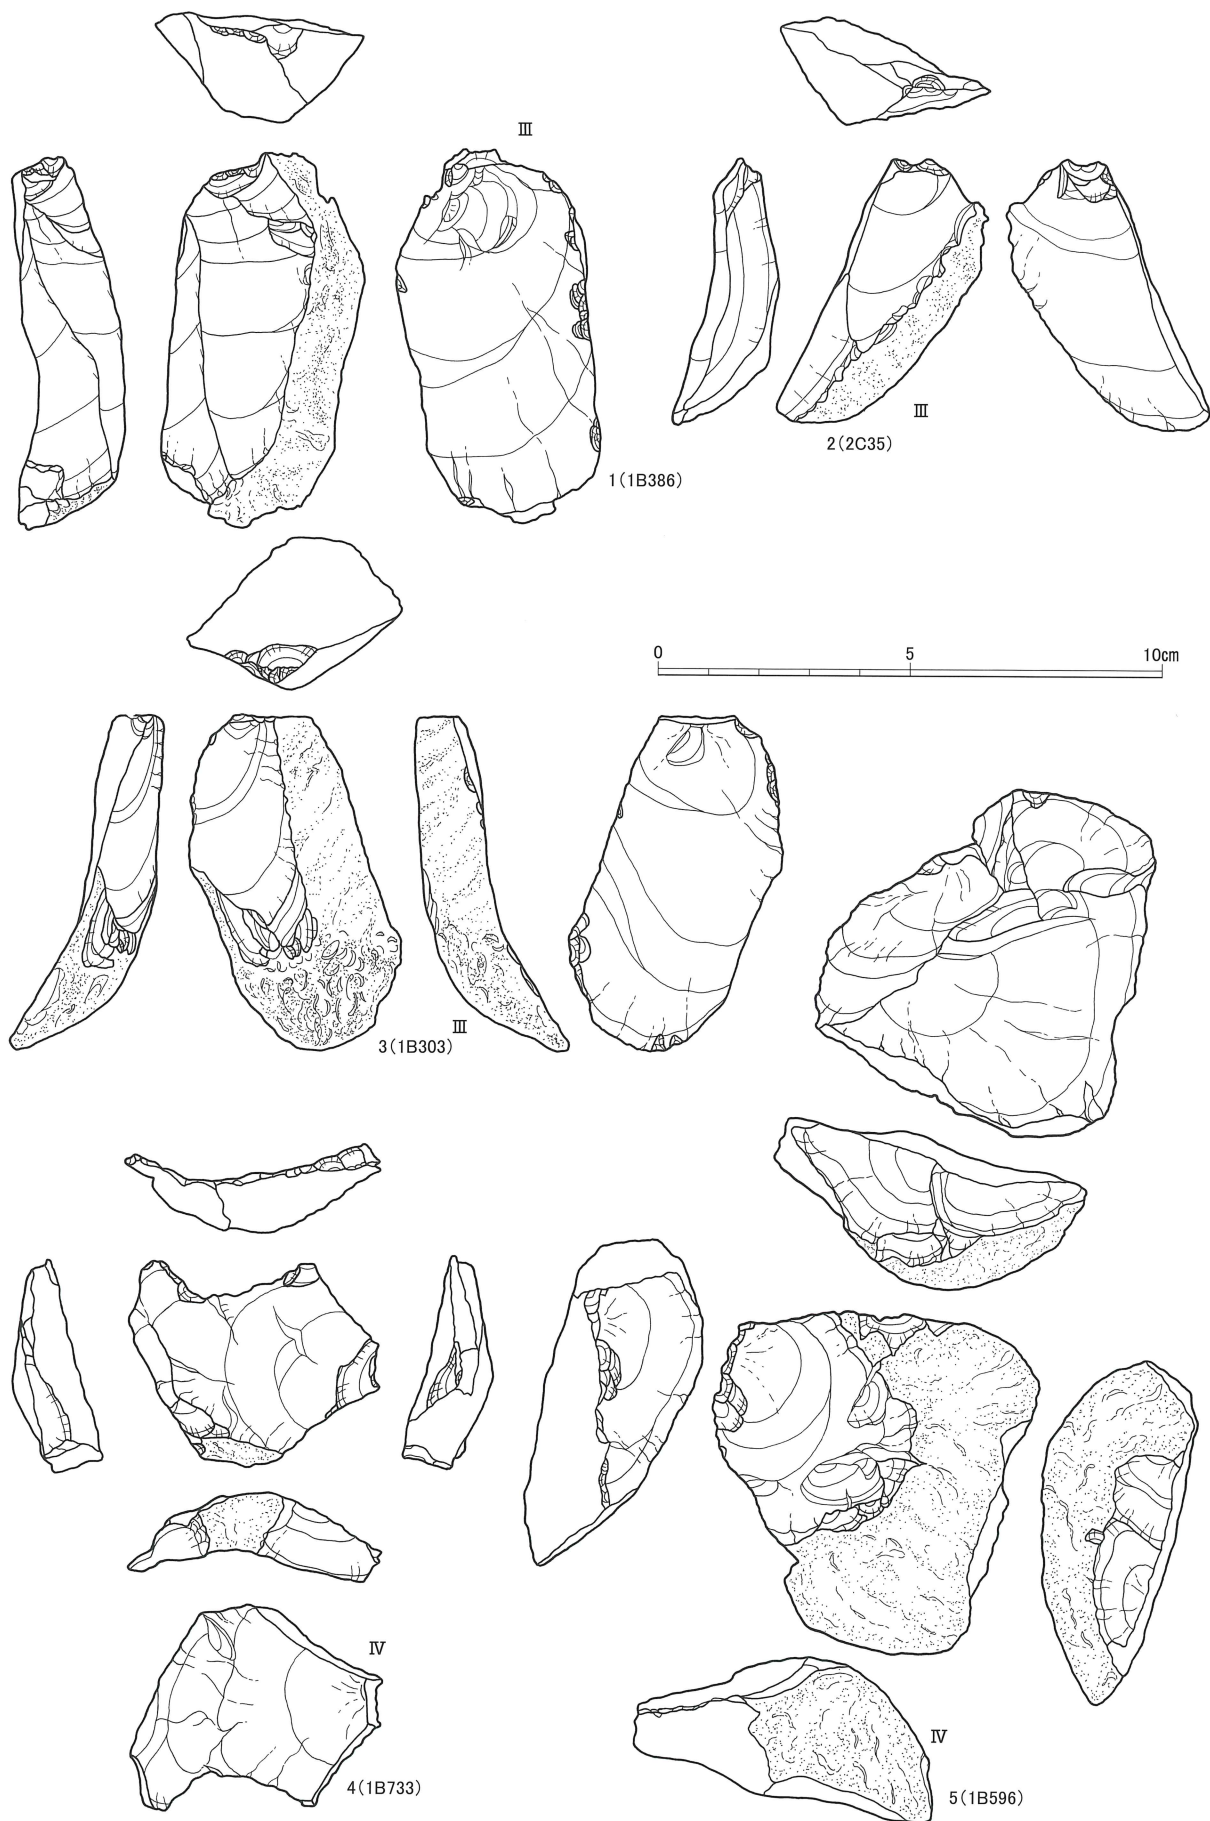 Ⅲ
Ⅲ
2(2C35)
1(1B386)
0 5 10cm
Ⅲ
3(1B303)
Ⅳ
4(1B733)
Ⅳ
5(1B596)